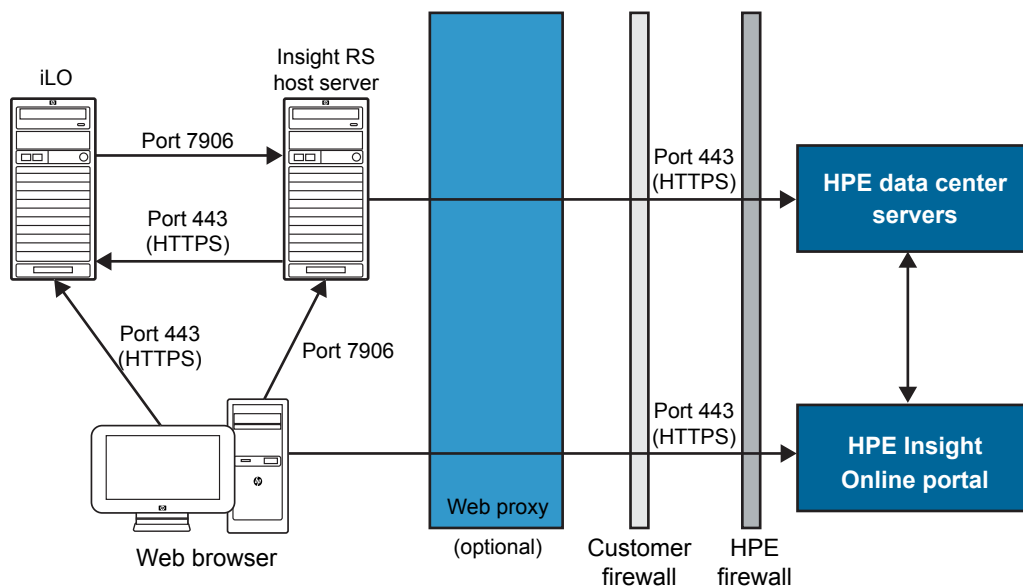 iLO
Insight RS
host server
Port 7906
Port 443
(HTTPS)
Port 443
(HTTPS)
HPE data center
servers
Port 443
(HTTPS)
Port 7906
Port 443
(HTTPS)
HPE Insight
Online portal
Web proxy
(optional)
Web browser
Customer
firewall
HPE
firewall